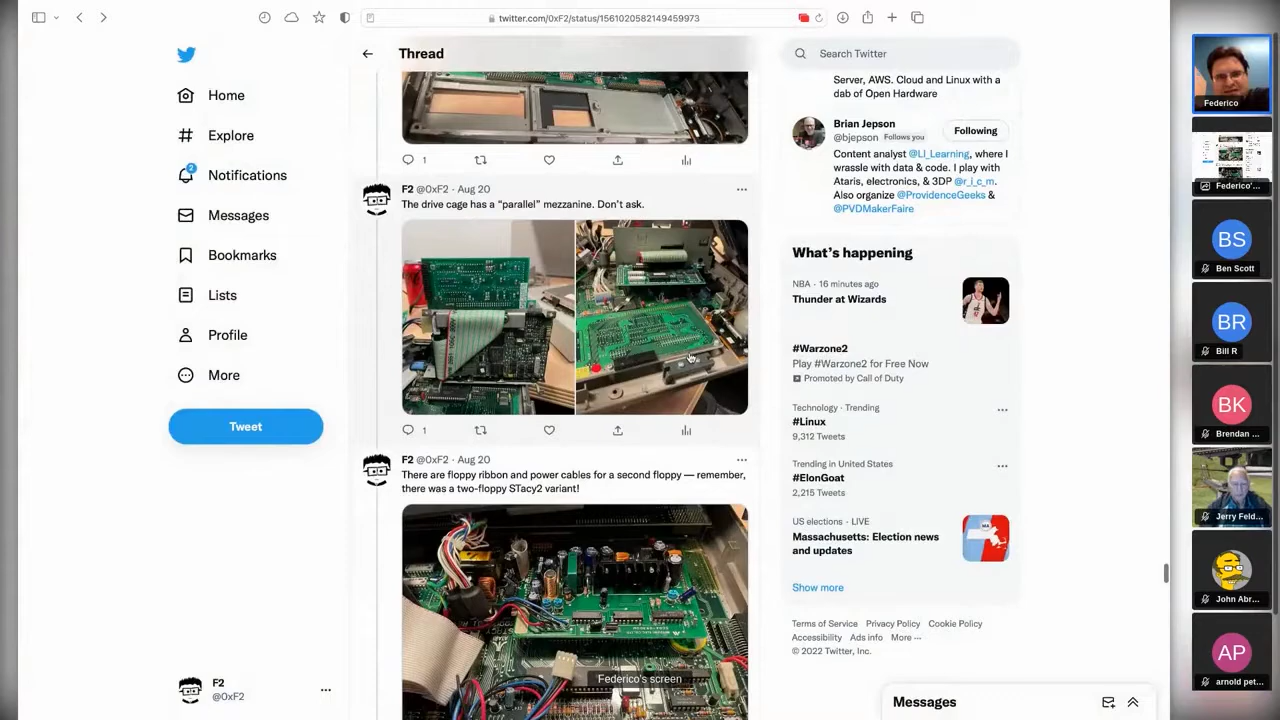 twitter.com/0xF2/status/1561020582149459973
Home
Explore
2
Notifications
Messages
Bookmarks
Lists
Profile
More
Tweet
F2
@0xF2
Thread
1
F2 @0xF2 · Aug 20
The drive cage has a “parallel” mezzanine. Don’t ask.
1
F2 @0xF2 · Aug 20
There are floppy ribbon and power cables for a second floppy — remember,
there was a two-floppy STacy2 variant!
Federico's screen
Search Twitter
Server, AWS. Cloud and Linux with a
dab of Open Hardware
Brian Jepson
@bjepson Follows you
Following
Content analyst @LI_Learning, where I
wrassle with data & code. I play with
Ataris, electronics, & 3DP @r_i_c_m.
Also organize @ProvidenceGeeks &
@PVDMakerFaire
What’s happening
NBA · 16 minutes ago
Thunder at Wizards
#Warzone2
Play #Warzone2 for Free Now
Promoted by Call of Duty
Technology · Trending
#Linux
9,312 Tweets
Trending in United States
#ElonGoat
2,215 Tweets
US elections · LIVE
Massachusetts: Election news
and updates
Show more
Terms of Service Privacy Policy Cookie Policy
Accessibility Ads info More ···
© 2022 Twitter, Inc.
Messages
Federico
Federico'...
BS
Ben Scott
BR
Bill R
BK
Brendan ...
Jerry Feld...
John Abr...
AP
arnold pet...